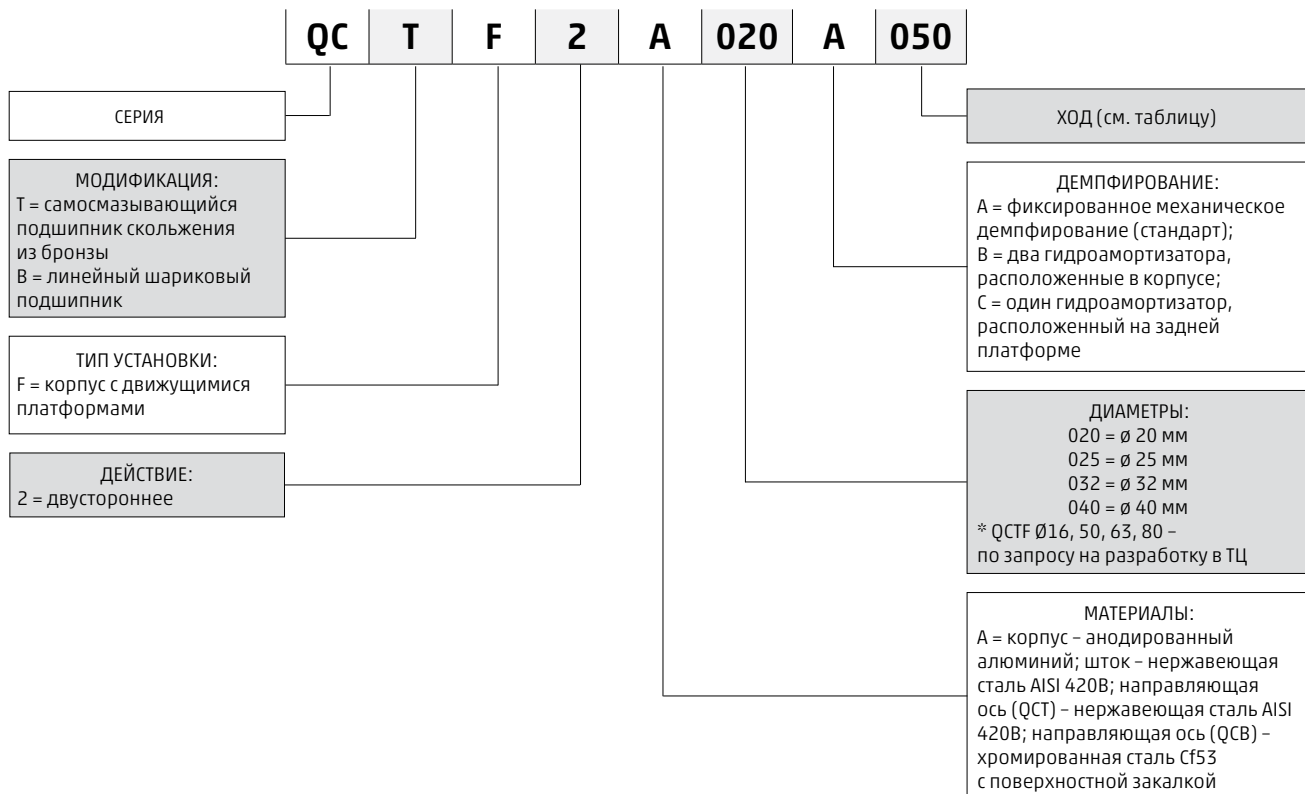 QC T F 2 A 020 A 050
СЕРИЯ
МОДИФИКАЦИЯ:
T = самосмазывающийся
подшипник скольжения
из бронзы
B = линейный шариковый
подшипник
ТИП УСТАНОВКИ:
F = корпус с движущимися
платформами
ДЕЙСТВИЕ:
2 = двустороннее
ХОД (см. таблицу)
ДЕМПФИРОВАНИЕ:
A = фиксированное механическое
демпфирование (стандарт);
B = два гидроамортизатора,
расположенные в корпусе;
C = один гидроамортизатор,
расположенный на задней
платформе
ДИАМЕТРЫ:
020 = ø 20 мм
025 = ø 25 мм
032 = ø 32 мм
040 = ø 40 мм
* QCTF Ø16, 50, 63, 80 –
по запросу на разработку в ТЦ
МАТЕРИАЛЫ:
A = корпус – анодированный
алюминий; шток – нержавеющая
сталь AISI 420B; направляющая
ось (QCT) – нержавеющая сталь AISI
420B; направляющая ось (QCB) –
хромированная сталь Cf53
с поверхностной закалкой